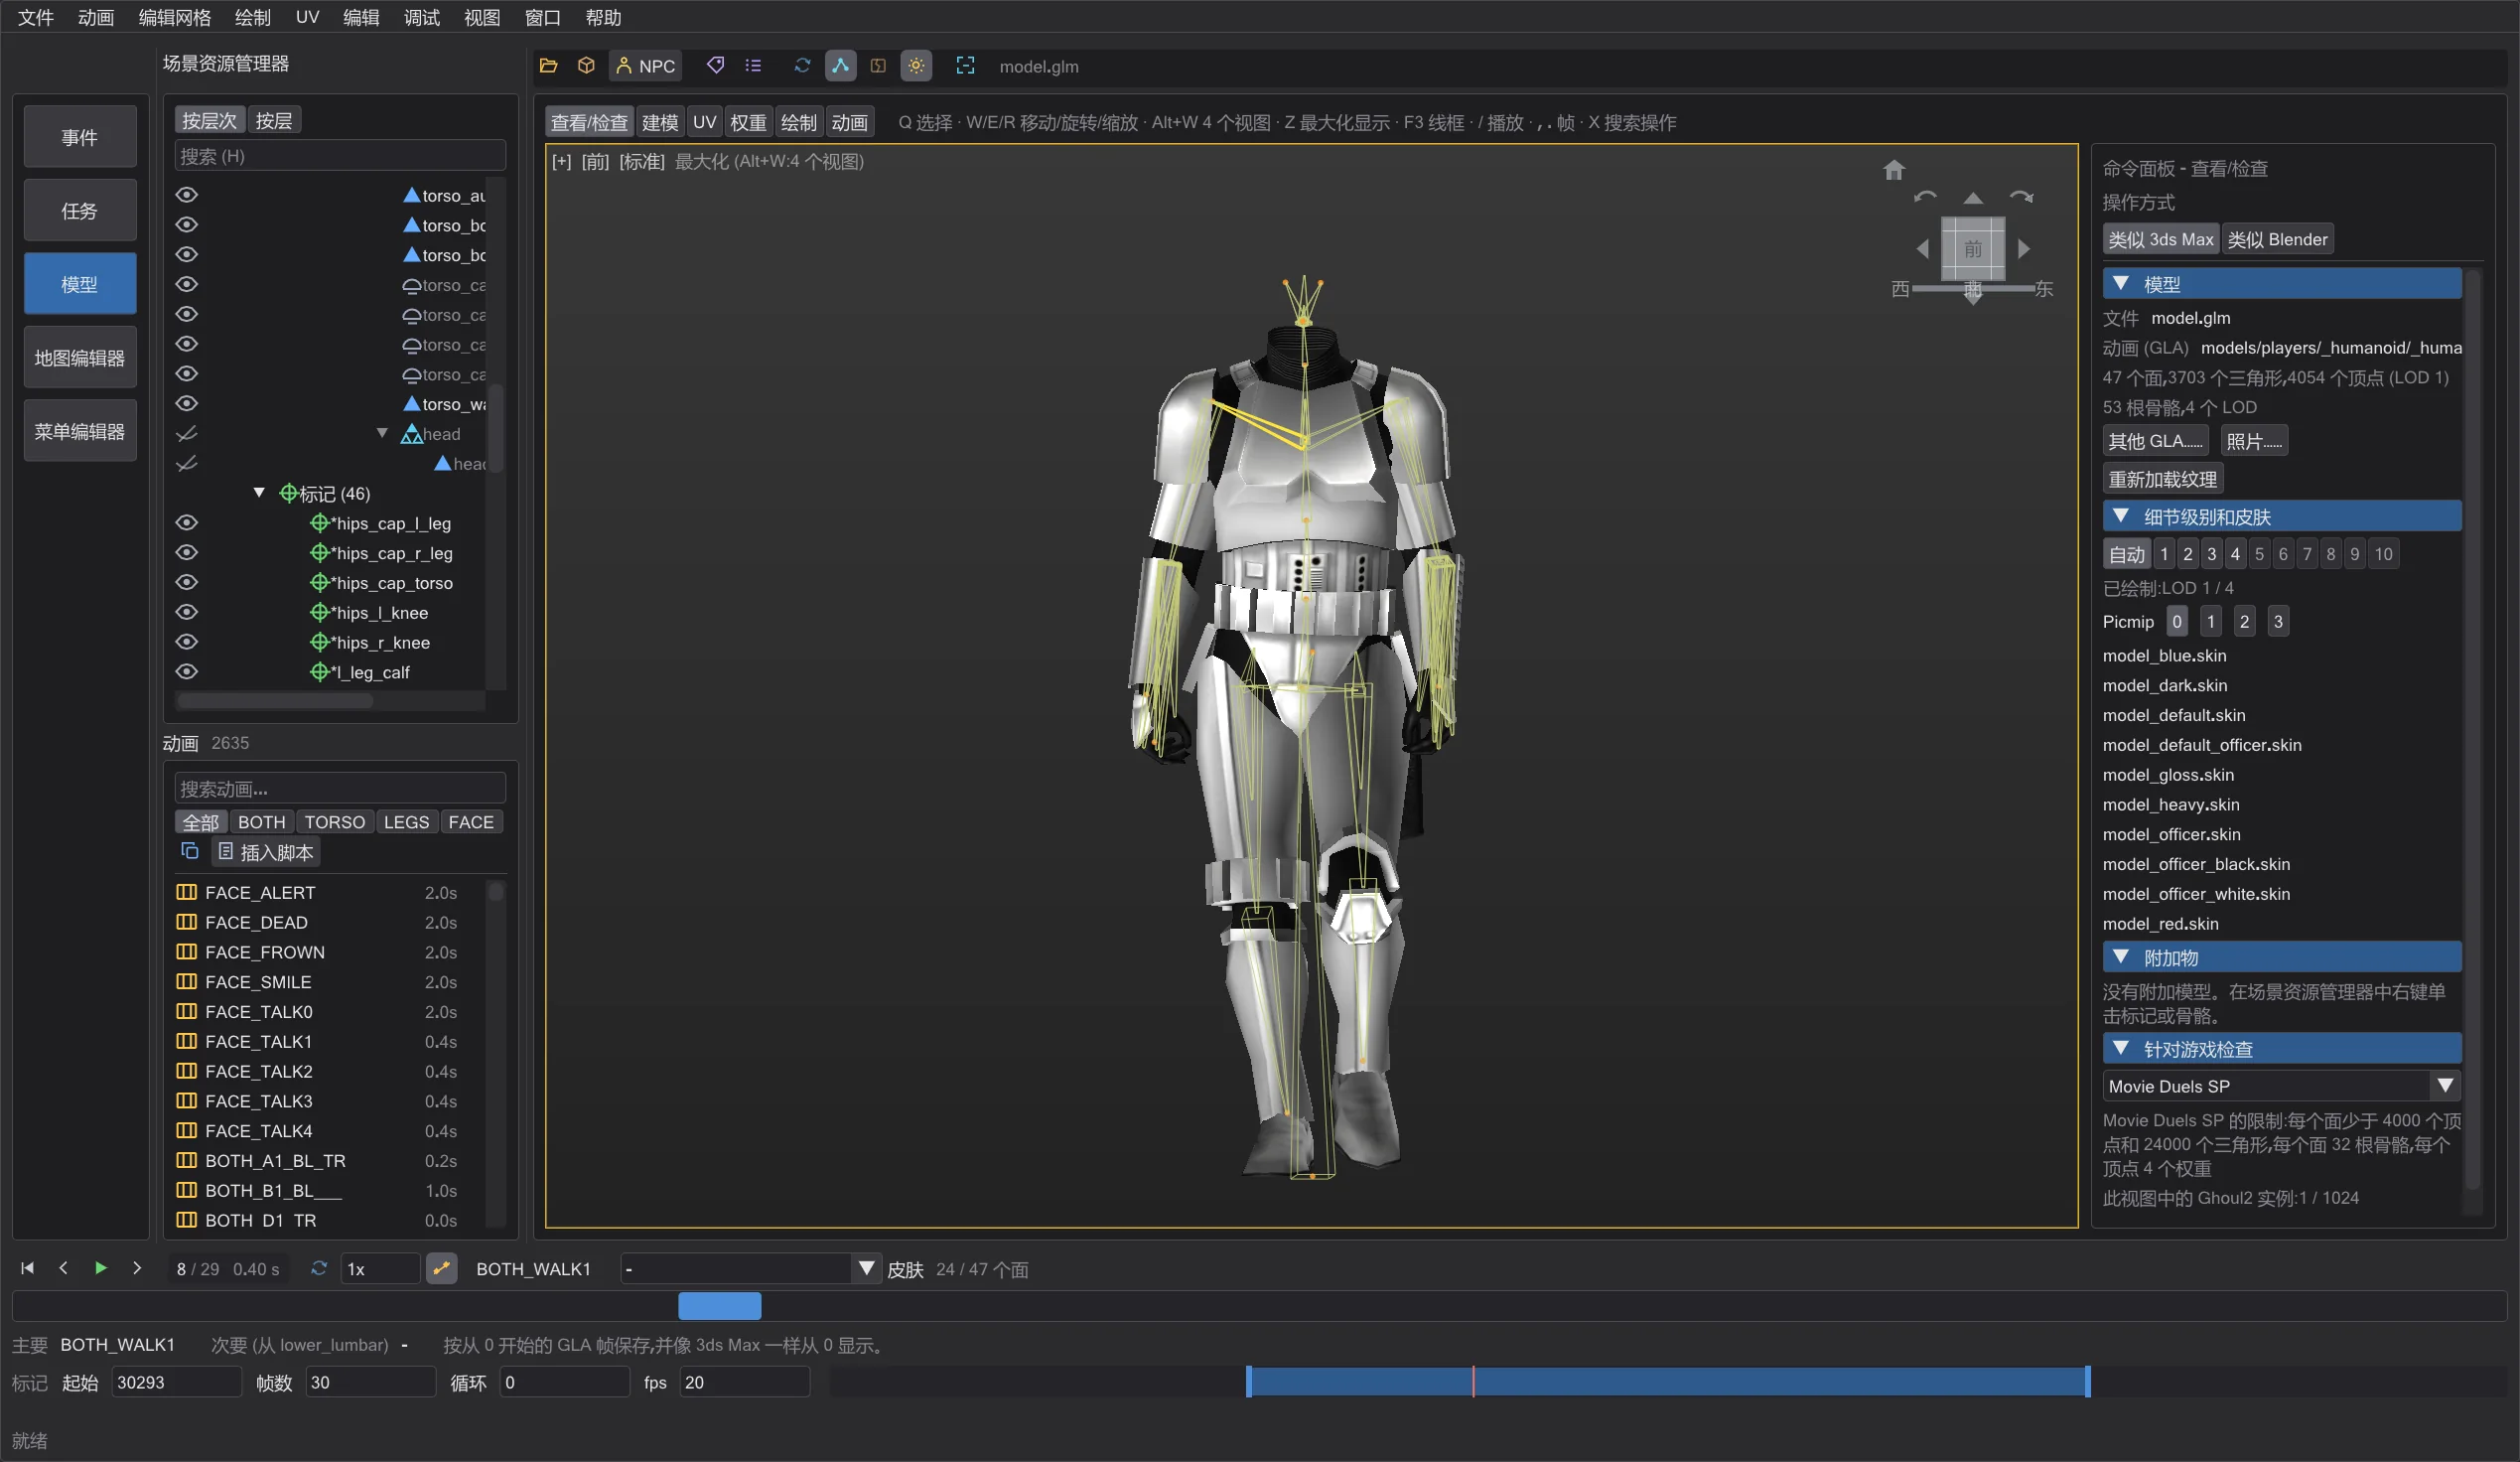 文件 动画 编辑网格 绘制 UV 编辑 调试 视图 窗口 帮助
场景资源管理器
NPC model.glm
事件
任务
模型
地图编辑器
菜单编辑器
按层次 按层
搜索 (H)
torso_au
torso_bo
torso_bo
torso_ca
torso_ca
torso_ca
torso_ca
torso_wa
head
head
标记 (46)
*hips_cap_l_leg
*hips_cap_r_leg
*hips_cap_torso
*hips_l_knee
*hips_r_knee
*l_leg_calf
动画 2635
搜索动画...
全部 BOTH TORSO LEGS FACE
插入脚本
FACE_ALERT 2.0s
FACE_DEAD 2.0s
FACE_FROWN 2.0s
FACE_SMILE 2.0s
FACE_TALK0 2.0s
FACE_TALK1 0.4s
FACE_TALK2 0.4s
FACE_TALK3 0.4s
FACE_TALK4 0.4s
BOTH_A1_BL_TR 0.2s
BOTH_B1_BL___ 1.0s
BOTH_D1_TR 0.0s
查看/检查 建模 UV 权重 绘制 动画 Q 选择 · W/E/R 移动/旋转/缩放 · Alt+W 4 个视图 · Z 最大化显示 · F3 线框 · / 播放 · , . 帧 · X 搜索操作
[+] [前] [标准] 最大化 (Alt+W:4 个视图)
前
西 北 东
命令面板 - 查看/检查
操作方式
类似 3ds Max 类似 Blender
模型
文件 model.glm
动画 (GLA) models/players/_humanoid/_huma
47 个面,3703 个三角形,4054 个顶点 (LOD 1)
53 根骨骼,4 个 LOD
其他 GLA...... 照片......
重新加载纹理
细节级别和皮肤
自动 1 2 3 4 5 6 7 8 9 10
已绘制:LOD 1 / 4
Picmip 0 1 2 3
model_blue.skin
model_dark.skin
model_default.skin
model_default_officer.skin
model_gloss.skin
model_heavy.skin
model_officer.skin
model_officer_black.skin
model_officer_white.skin
model_red.skin
附加物
没有附加模型。在场景资源管理器中右键单
击标记或骨骼。
针对游戏检查
Movie Duels SP
Movie Duels SP 的限制:每个面少于 4000 个顶
点和 24000 个三角形,每个面 32 根骨骼,每个
顶点 4 个权重
此视图中的 Ghoul2 实例:1 / 1024
8 / 29 0.40 s 1x BOTH_WALK1 - 皮肤 24 / 47 个面
主要 BOTH_WALK1 次要 (从 lower_lumbar) - 按从 0 开始的 GLA 帧保存,并像 3ds Max 一样从 0 显示。
标记 起始 30293 帧数 30 循环 0 fps 20
就绪